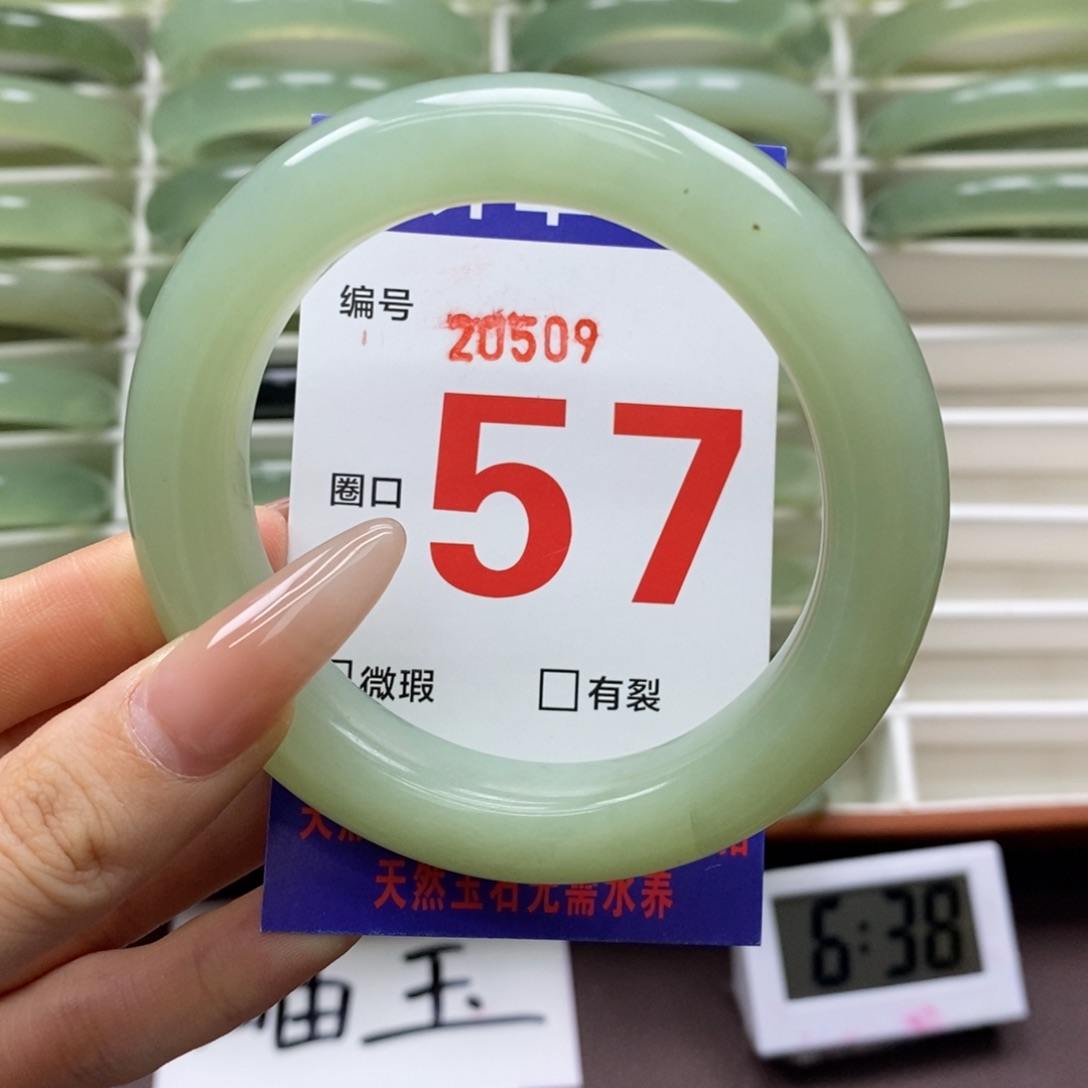 编号 20509
圈口 57
微瑕 有裂
天然玉石无需水养
玉
6:38